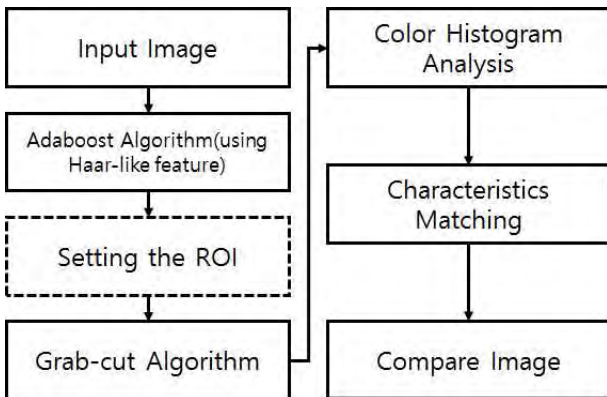 Input Image
Adaboost Algorithm(using
Haar-like feature)
Setting the ROI
Grab-cut Algorithm
Color Histogram
Analysis
Characteristics
Matching
Compare Image